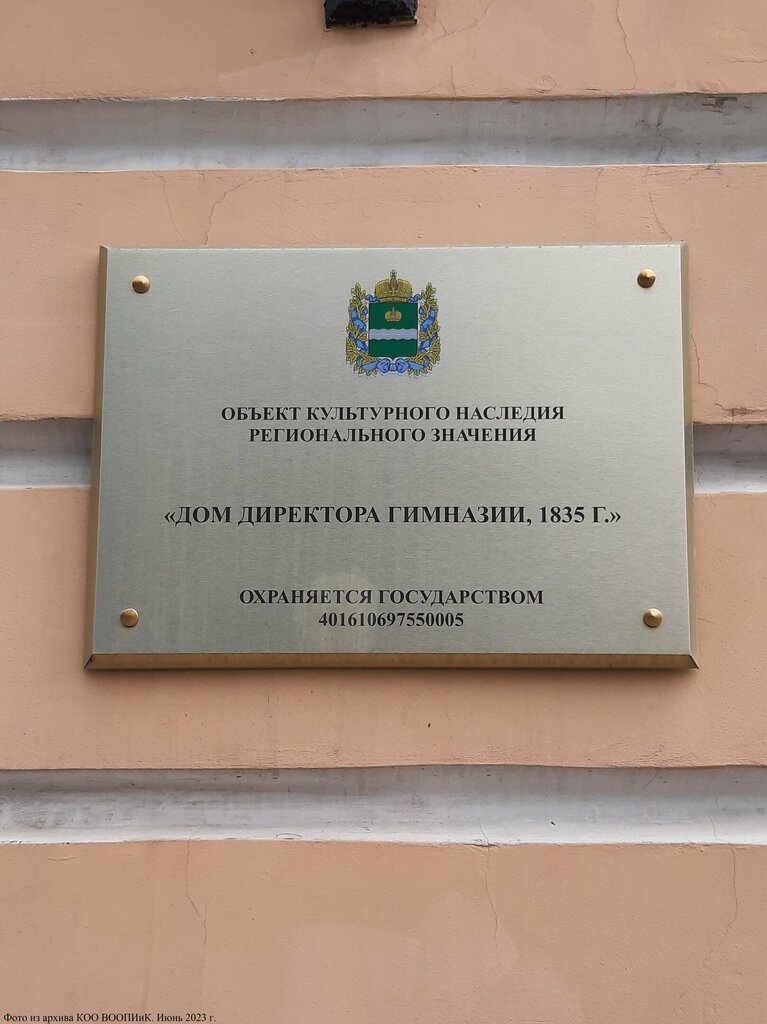 ОБЪЕКТ КУЛЬТУРНОГО НАСЛЕДИЯ
РЕГИОНАЛЬНОГО ЗНАЧЕНИЯ
«ДОМ ДИРЕКТОРА ГИМНАЗИИ, 1835 Г.»
ОХРАНЯЕТСЯ ГОСУДАРСТВОМ
401610697550005
Фото из архива КОО ВООПИиК. Июнь 2023 г.